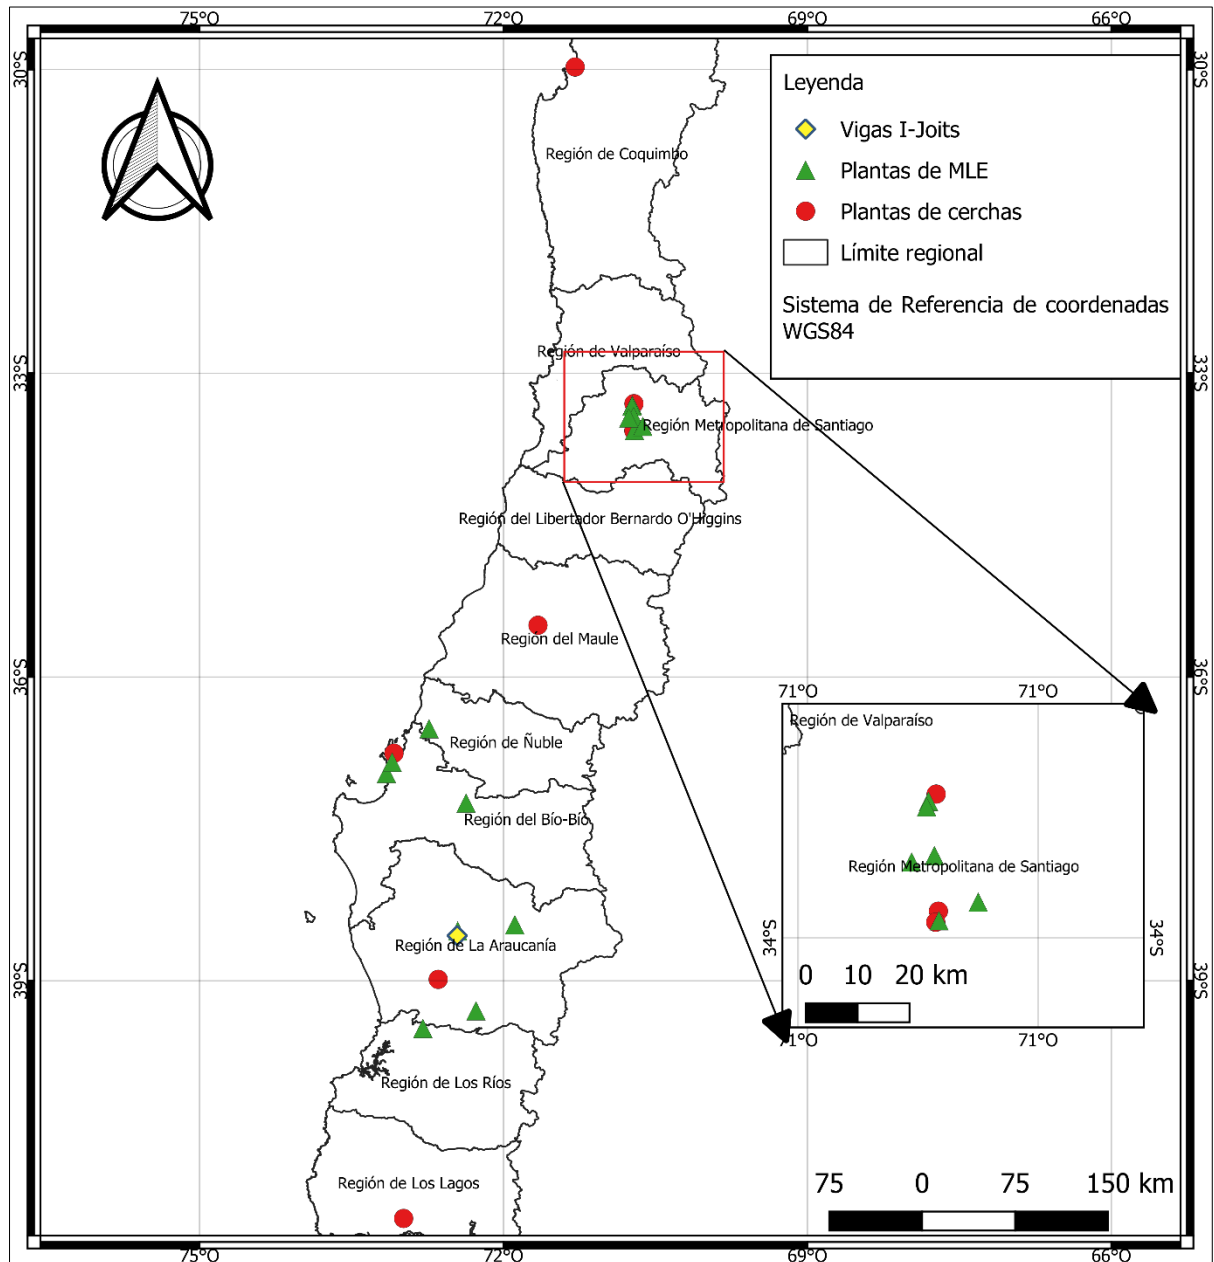 75°O
72°O
69°O
66°O
30°S
30°S
Leyenda
Vigas I-Joits
Plantas de MLE
Plantas de cerchas
Límite regional
Sistema de Referencia de coordenadas
WGS84
Región de Coquimbo
Región de Valparaíso
33°S
33°S
Región Metropolitana de Santiago
Región del Libertador Bernardo O'Higgins
Región del Maule
36°S
36°S
71°O
71°O
Región de Valparaíso
Región de Ñuble
Región del Bío-Bío
Región Metropolitana de Santiago
34°S
34°S
Región de La Araucanía
0 10 20 km
39°S
39°S
71°O
71°O
Región de Los Ríos
Región de Los Lagos
75 0 75 150 km
75°O
72°O
69°O
66°O